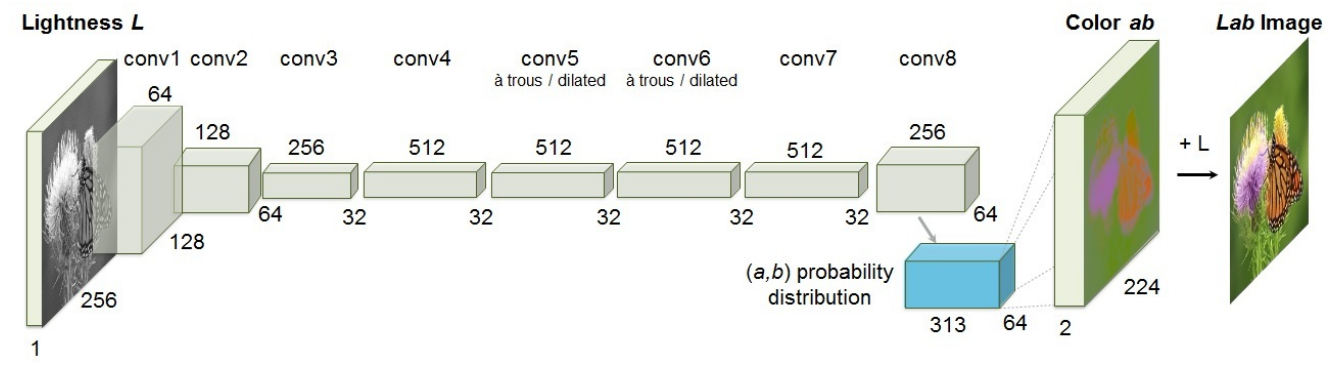 Lightness L
conv1 conv2 conv3 conv4 conv5 conv6 conv7 conv8
à trous / dilated à trous / dilated
Color ab
Lab Image
64
128
256
512
512
512
512
256
+ L
64
32
32
32
32
32
64
128
256
1
(a,b) probability
distribution
313
64
2
224